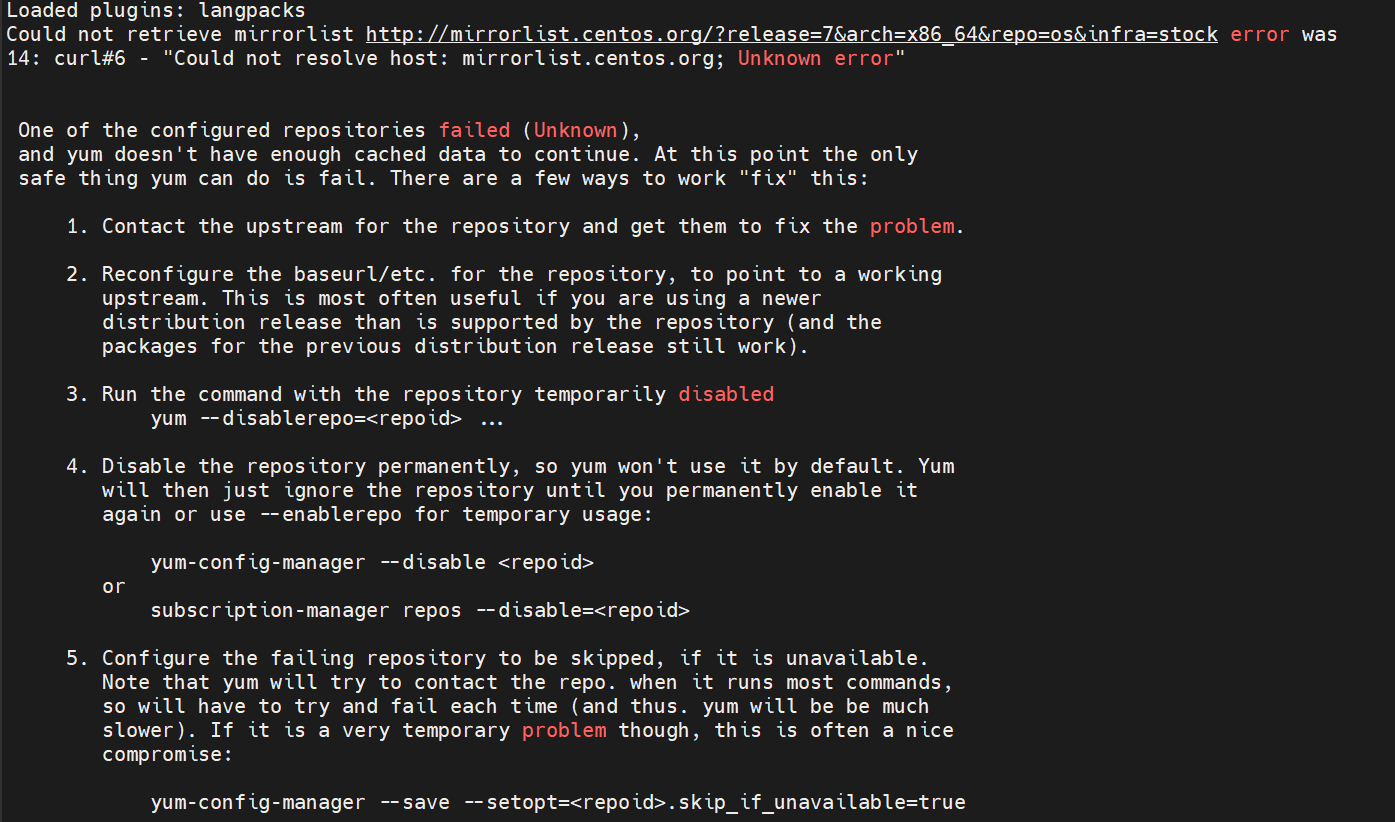 Loaded plugins: langpacks
Could not retrieve mirrorlist http://mirrorlist.centos.org/?release=7&arch=x86_64&repo=os&infra=stock error was
14: curl#6 - "Could not resolve host: mirrorlist.centos.org; Unknown error"
One of the configured repositories failed (Unknown),
and yum doesn't have enough cached data to continue. At this point the only
safe thing yum can do is fail. There are a few ways to work "fix" this:
1. Contact the upstream for the repository and get them to fix the problem.
2. Reconfigure the baseurl/etc. for the repository, to point to a working
upstream. This is most often useful if you are using a newer
distribution release than is supported by the repository (and the
packages for the previous distribution release still work).
3. Run the command with the repository temporarily disabled
yum --disablerepo=<repoid> ...
4. Disable the repository permanently, so yum won't use it by default. Yum
will then just ignore the repository until you permanently enable it
again or use --enablerepo for temporary usage:
yum-config-manager --disable <repoid>
or
subscription-manager repos --disable=<repoid>
5. Configure the failing repository to be skipped, if it is unavailable.
Note that yum will try to contact the repo. when it runs most commands,
so will have to try and fail each time (and thus. yum will be be much
slower). If it is a very temporary problem though, this is often a nice
compromise:
yum-config-manager --save --setopt=<repoid>.skip_if_unavailable=true